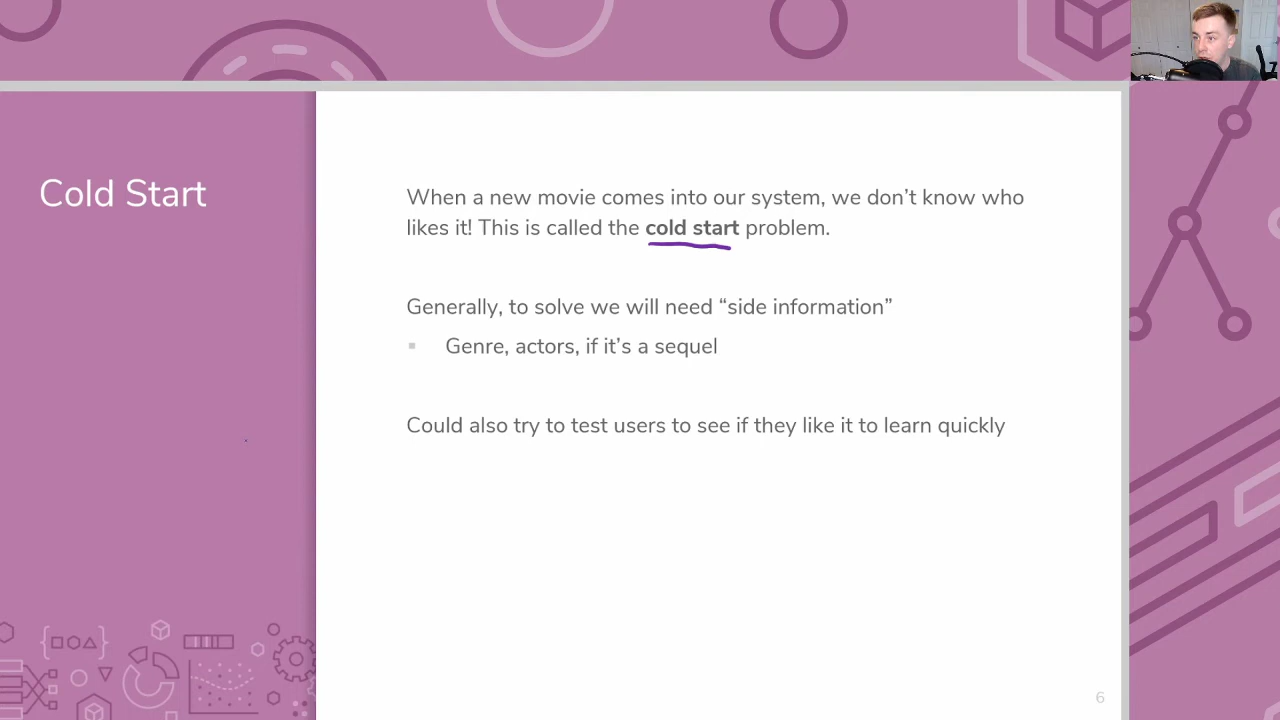 Cold Start
When a new movie comes into our system, we don’t know who
likes it! This is called the cold start problem.
Generally, to solve we will need “side information”
▪ Genre, actors, if it’s a sequel
Could also try to test users to see if they like it to learn quickly
6